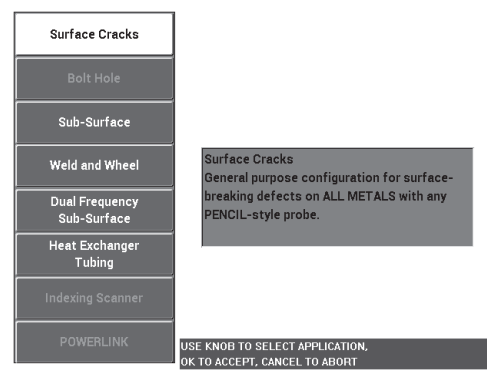 Surface Cracks
Bolt Hole
Sub-Surface
Weld and Wheel
Dual Frequency
Sub-Surface
Heat Exchanger
Tubing
Indexing Scanner
POWERLINK
Surface Cracks
General purpose configuration for surface-
breaking defects on ALL METALS with any
PENCIL-style probe.
USE KNOB TO SELECT APPLICATION,
OK TO ACCEPT, CANCEL TO ABORT